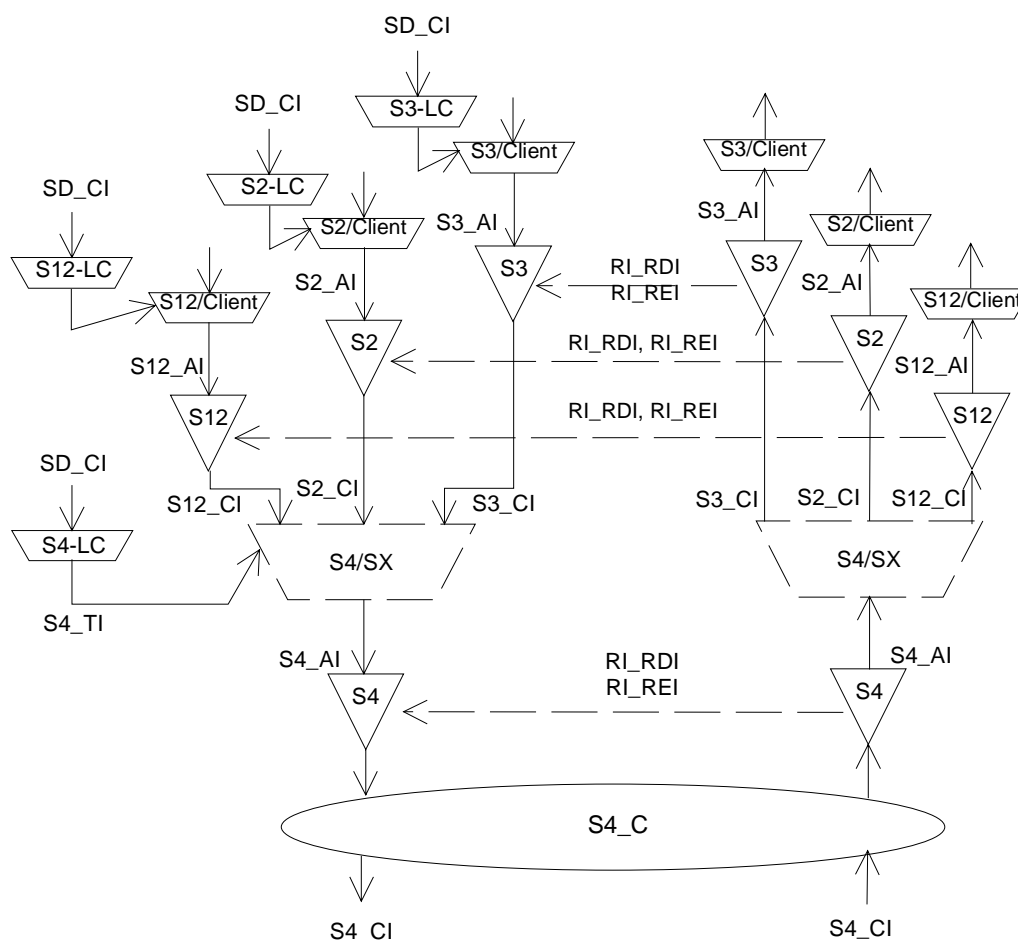 SD_CI
SD_CI
S3-LC
SD_CI
S3/Client
S3/Client
S2-LC
S3_AI
S3_AI
S2/Client
S2/Client
S12-LC
S12/Client
S2_AI
S3
RI_RDI
RI_REI
S3
S2_AI
S12/Client
S2
RI_RDI, RI_REI
S2
S12_AI
S12_AI
S12
RI_RDI, RI_REI
S12
SD_CI
S12_CI
S2_CI
S3_CI
S3_CI
S2_CI
S12_CI
S4-LC
S4/SX
S4/SX
S4_TI
S4_AI
RI_RDI
RI_REI
S4_AI
S4
S4
S4_C
S4_CI
S4_CI
SD_CI